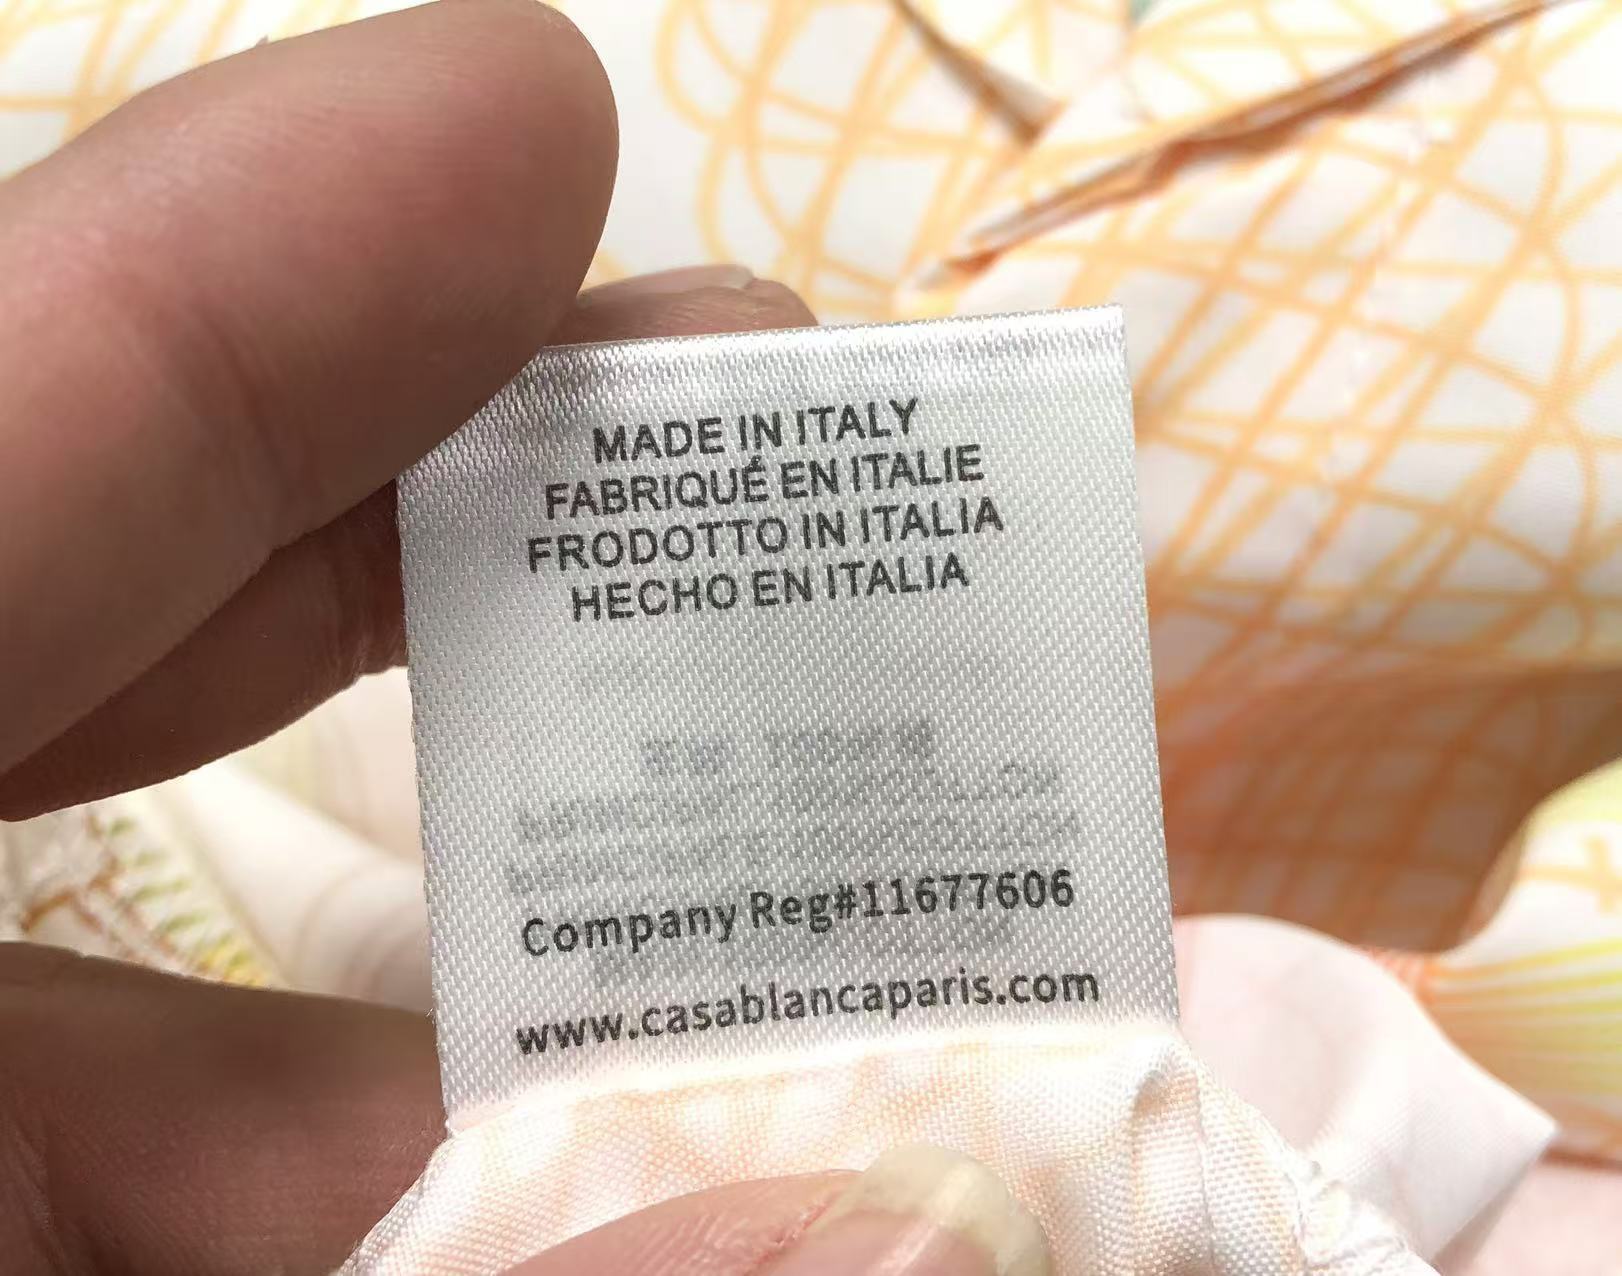 MADE IN ITALY
FABRIQUÉ EN ITALIE
FRODOTTO IN ITALIA
HECHO EN ITALIA
Company Reg#11677606
www.casablancaparis.com